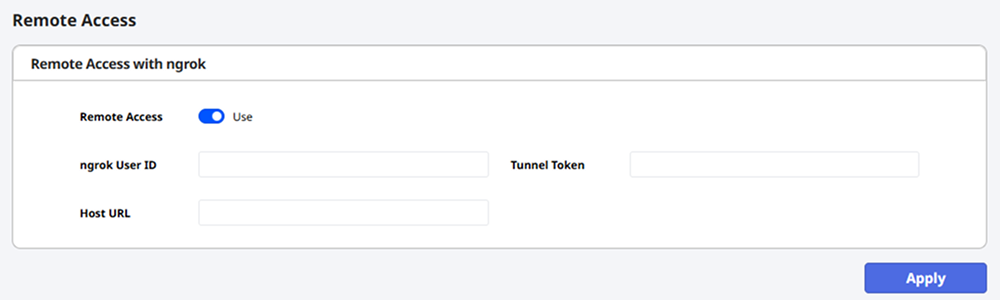 Remote Access
Remote Access with ngrok
Remote Access Use
ngrok User ID Tunnel Token
Host URL
Apply